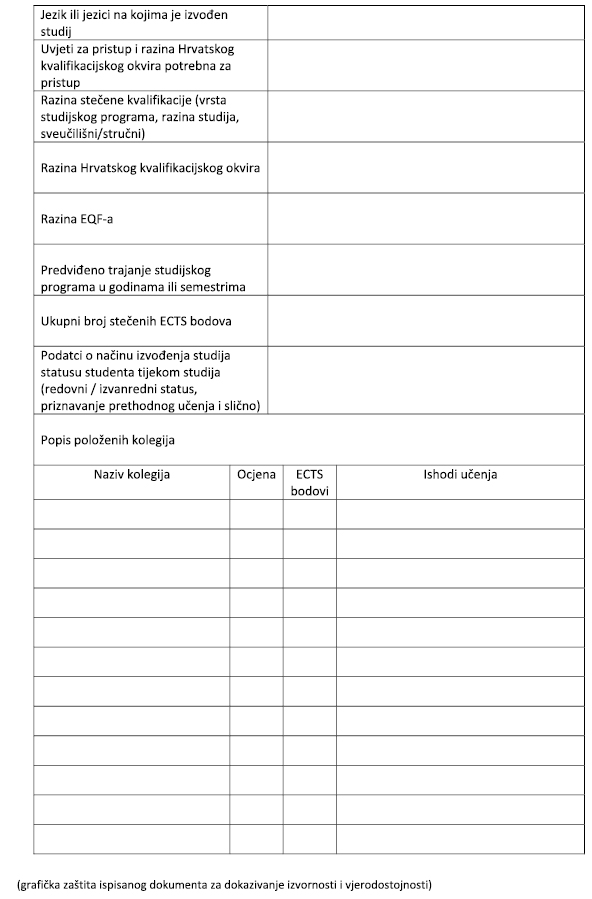 Jezik ili jezici na kojima je izvođen
studij
Uvjeti za pristup i razina Hrvatskog
kvalifikacijskog okvira potrebna za
pristup
Razina stečene kvalifikacije (vrsta
studijskog programa, razina studija,
sveučilišni/stručni)
Razina Hrvatskog kvalifikacijskog okvira
Razina EQF-a
Predviđeno trajanje studijskog
programa u godinama ili semestrima
Ukupni broj stečenih ECTS bodova
Podatci o načinu izvođenja studija
statusu studenta tijekom studija
(redovni / izvanredni status,
priznavanje prethodnog učenja i slično)
Popis položenih kolegija
Naziv kolegija Ocjena ECTS Ishodi učenja
bodovi
(grafička zaštita ispisanog dokumenta za dokazivanje izvornosti i vjerodostojnosti)